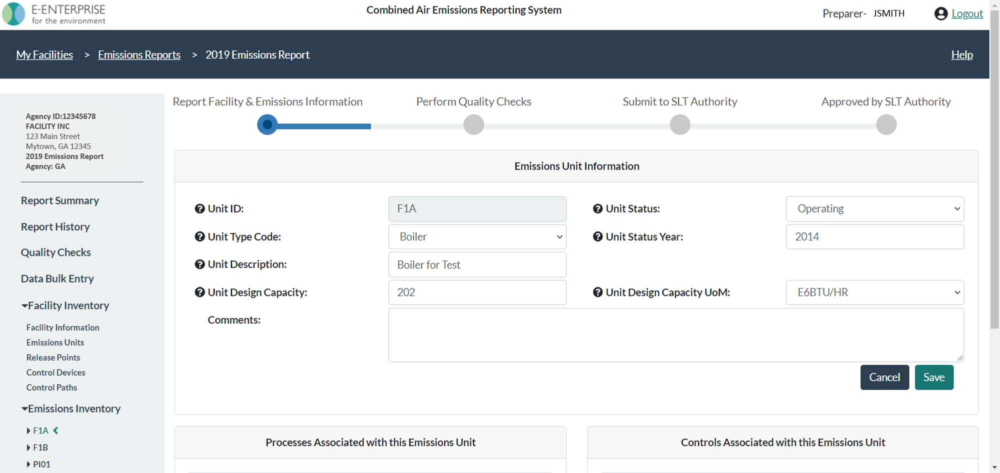 E-ENTERPRISE
for the environment
Combined Air Emissions Reporting System
Preparer- JSMITH
Logout
My Facilities > Emissions Reports > 2019 Emissions Report
Help
Agency ID:12345678
FACILITY INC
123 Main Street
Mytown, GA 12345
2019 Emissions Report
Agency: GA
Report Summary
Report History
Quality Checks
Data Bulk Entry
Facility Inventory
Facility Information
Emissions Units
Release Points
Control Devices
Control Paths
Emissions Inventory
F1A
F1B
PI01
Report Facility & Emissions Information
Perform Quality Checks
Submit to SLT Authority
Approved by SLT Authority
Emissions Unit Information
Unit ID: F1A
Unit Status: Operating
Unit Type Code: Boiler
Unit Status Year: 2014
Unit Description: Boiler for Test
Unit Design Capacity: 202
Unit Design Capacity UoM: E6BTU/HR
Comments:
Cancel
Save
Processes Associated with this Emissions Unit
Controls Associated with this Emissions Unit